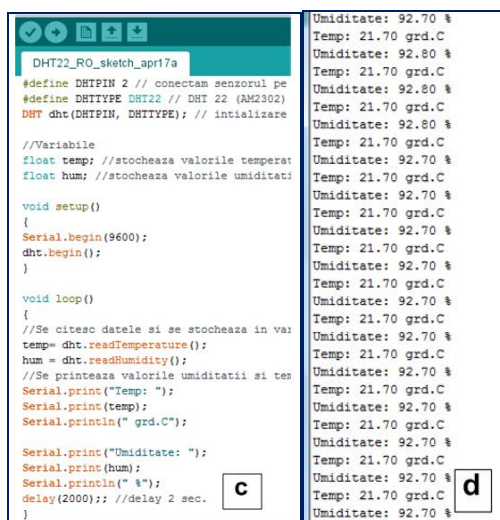 DHT22_RO_sketch_apr17a
#define DHTPIN 2 // conectam senzorul pe
#define DHTTYPE DHT22 // DHT 22 (AM2302)
DHT dht(DHTPIN, DHTTYPE); // intializare
//Variabile
float temp; //stocheaza valorile temperat
float hum; //stocheaza valorile umiditati
void setup()
{
Serial.begin(9600);
dht.begin();
}
void loop()
{
//Se citesc datele si se stocheaza in var
temp= dht.readTemperature();
hum = dht.readHumidity();
//Se printeaza valorile umiditatii si tem
Serial.print("Temp: ");
Serial.print(temp);
Serial.println(" grd.C");
Serial.print("Umiditate: ");
Serial.print(hum);
Serial.println(" %");
delay(2000);; //delay 2 sec.
}
c
Umiditate: 92.70 %
Temp: 21.70 grd.C
Umiditate: 92.80 %
Temp: 21.70 grd.C
Umiditate: 92.80 %
Temp: 21.70 grd.C
Umiditate: 92.80 %
Temp: 21.70 grd.C
Umiditate: 92.70 %
Temp: 21.70 grd.C
Umiditate: 92.70 %
Temp: 21.70 grd.C
Umiditate: 92.70 %
Temp: 21.70 grd.C
Umiditate: 92.70 %
Temp: 21.70 grd.C
Umiditate: 92.70 %
Temp: 21.70 grd.C
Umiditate: 92.70 %
Temp: 21.70 grd.C
Umiditate: 92.70 %
Temp: 21.70 grd.C
Umiditate: 92.70 %
Temp: 21.70 grd.C
Umiditate: 92.70 %
Temp: 21.70 grd.C
Umiditate: 92.70 %
Temp: 21.70 grd.C
Umiditate: 92.70 %
d